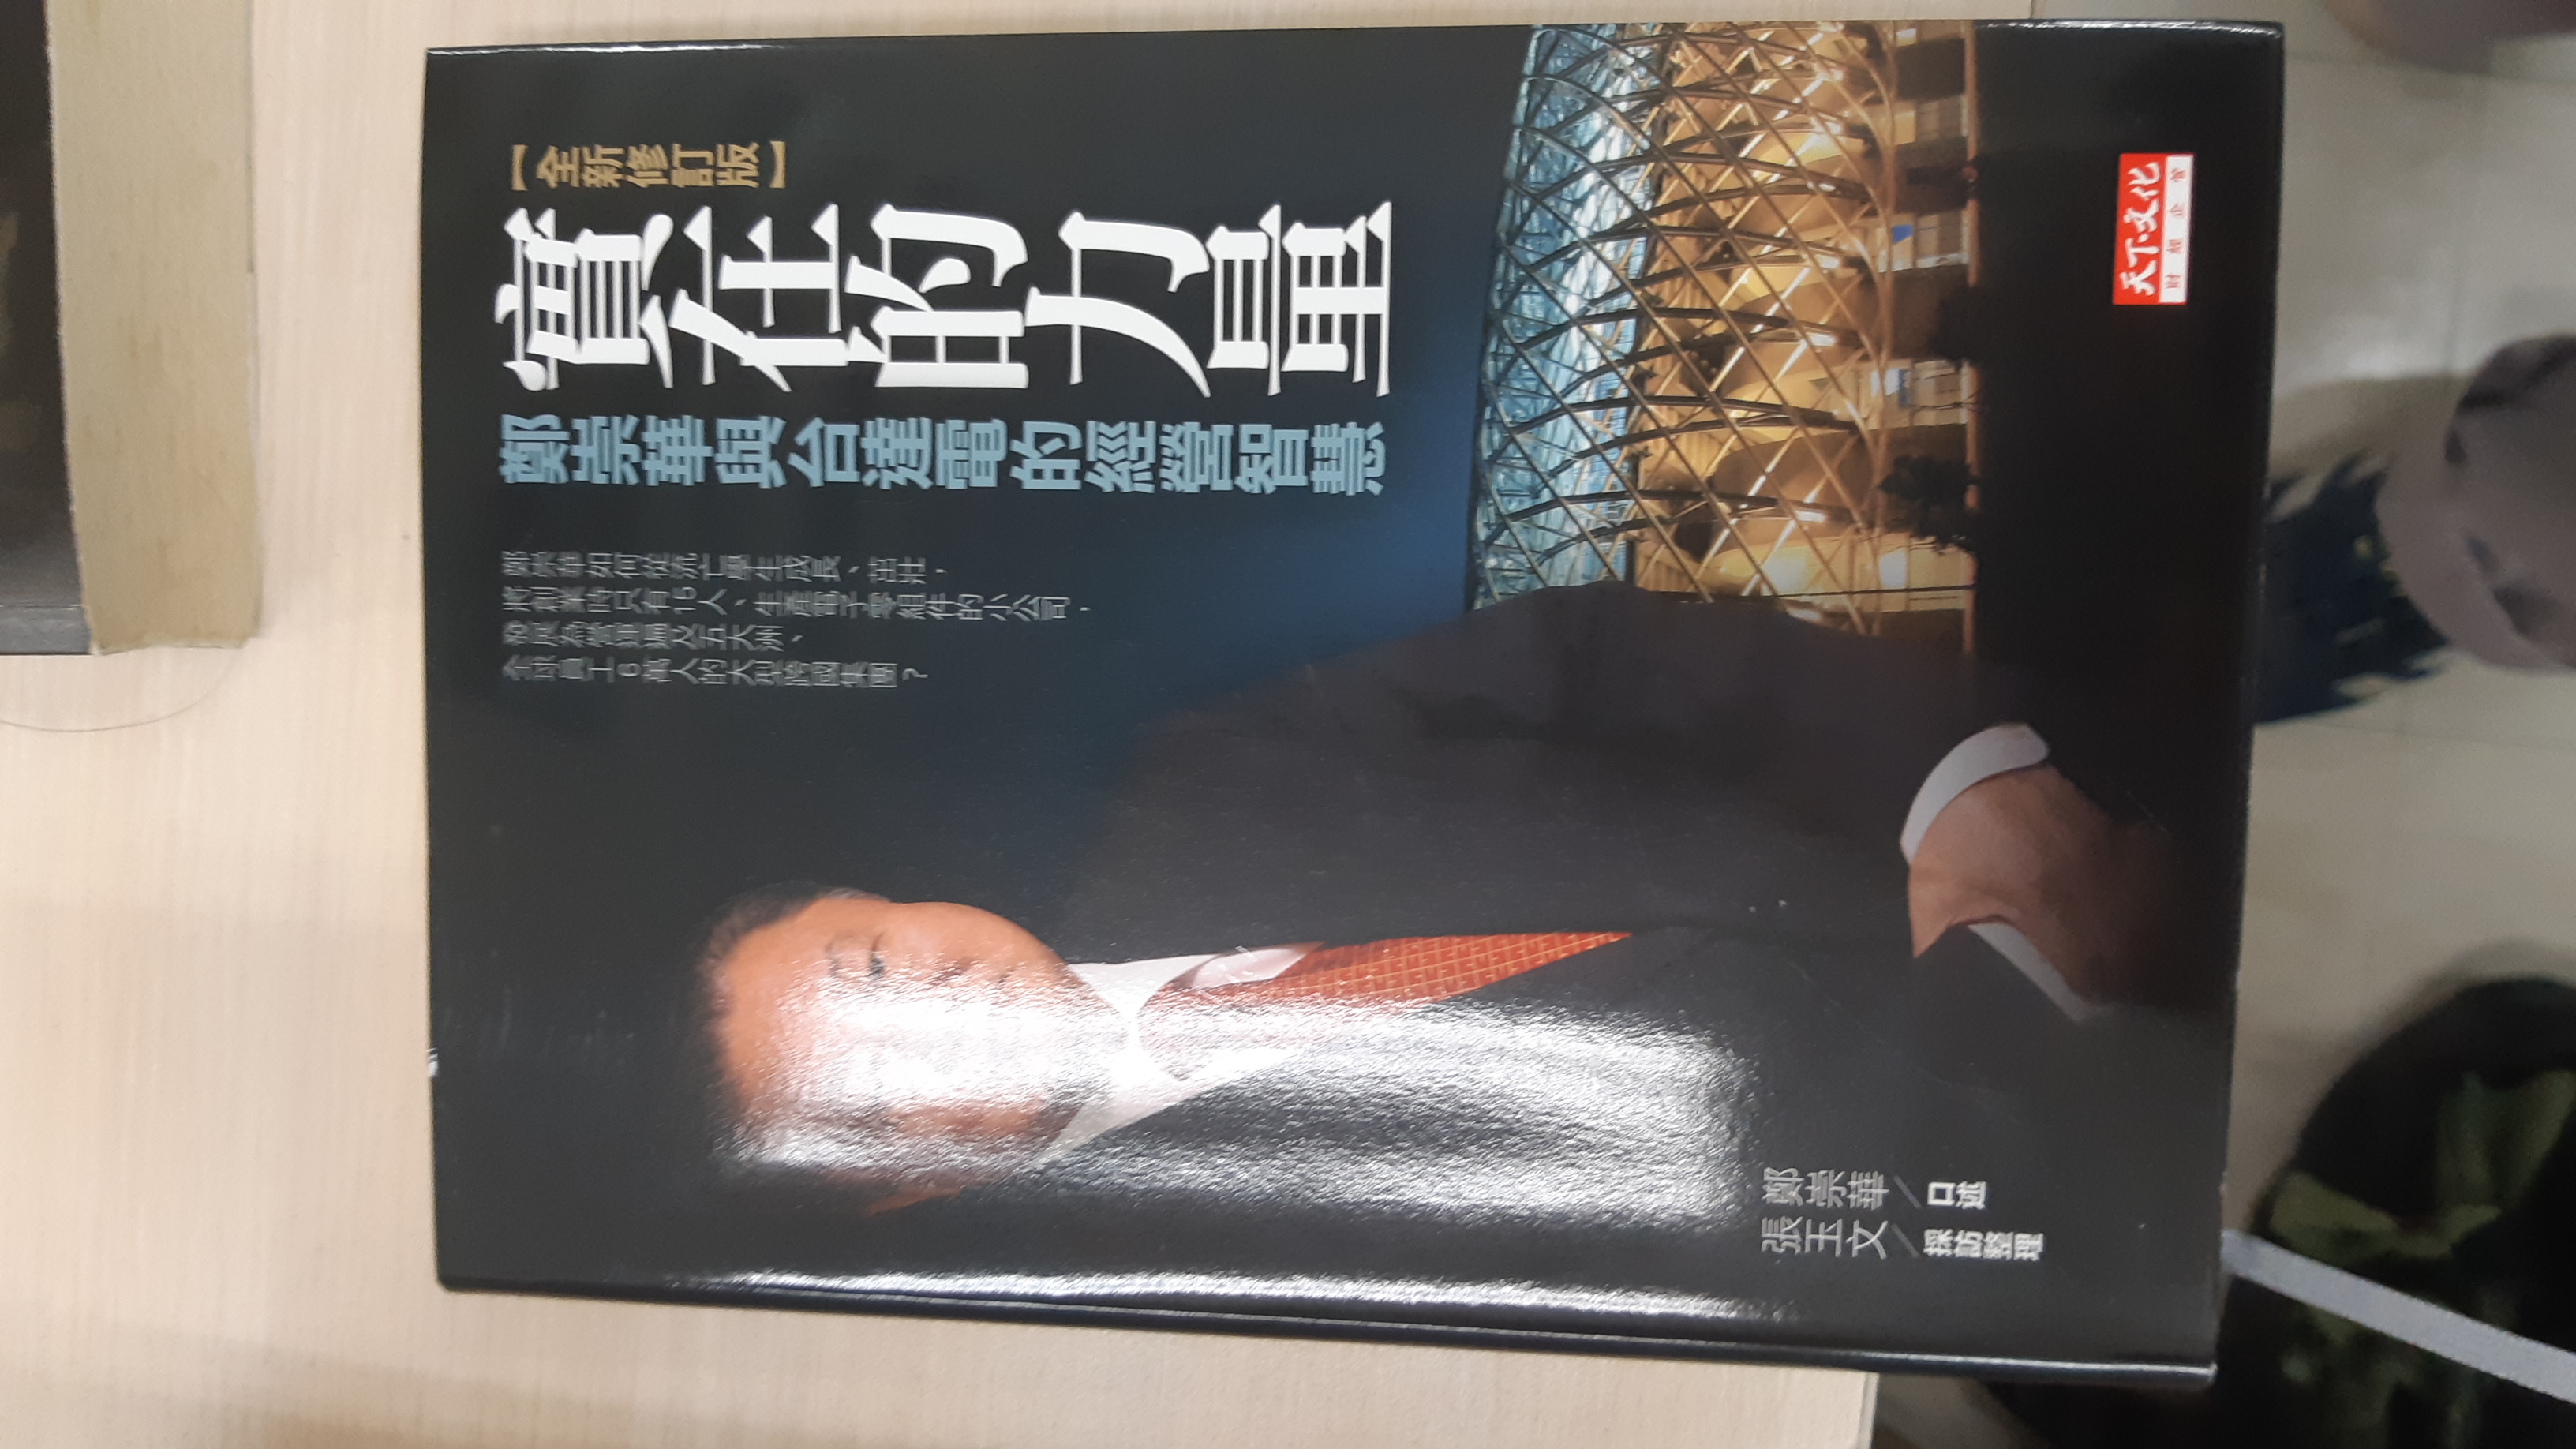 【全新修訂版】
實在的力量
鄭崇華與台達電的經營智慧
鄭崇華如何從流亡學生成長、茁壯，
將創業時只有15人、生產電子零組件的小公司，
發展為營運遍及五大洲、
全球員工6萬人的大型跨國集團？
鄭崇華／口述
張玉文／採訪整理
天下文化
財經企管